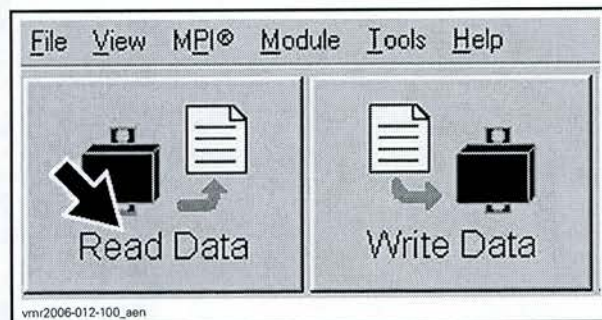 File View MPI® Module Tools Help
Read Data Write Data
vmr2006-012-100_aen